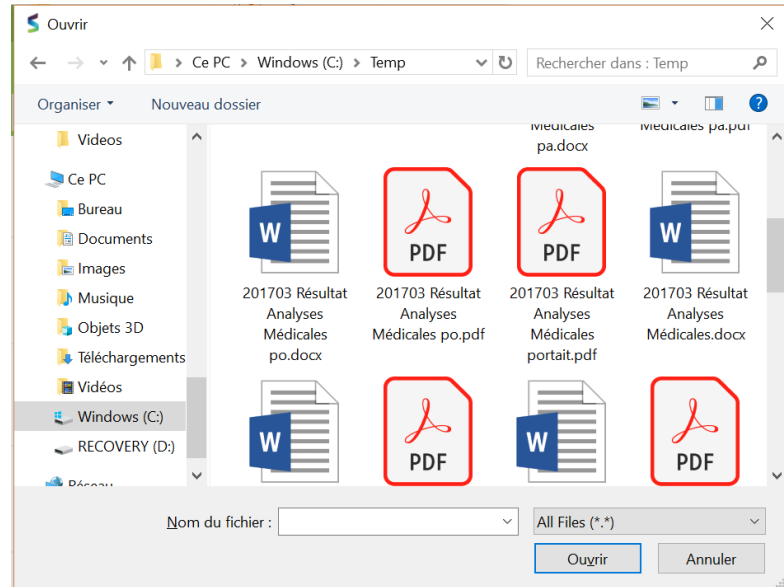 Ouvrir
Ce PC > Windows (C:) > Temp
Rechercher dans : Temp
Organiser
Nouveau dossier
?
Videos
Ce PC
Bureau
Documents
Images
Musique
Objets 3D
Téléchargements
Vidéos
Windows (C:)
RECOVERY (D:)
Réseau
Médicales
pa.docx
Médicales pa.pdf
W
PDF
PDF
W
201703 Résultat
Analyses
Médicales
po.docx
201703 Résultat
Analyses
Médicales po.pdf
201703 Résultat
Analyses
Médicales
portait.pdf
201703 Résultat
Analyses
Médicales.docx
W
PDF
W
PDF
Nom du fichier :
All Files (*.*)
Ouvrir
Annuler